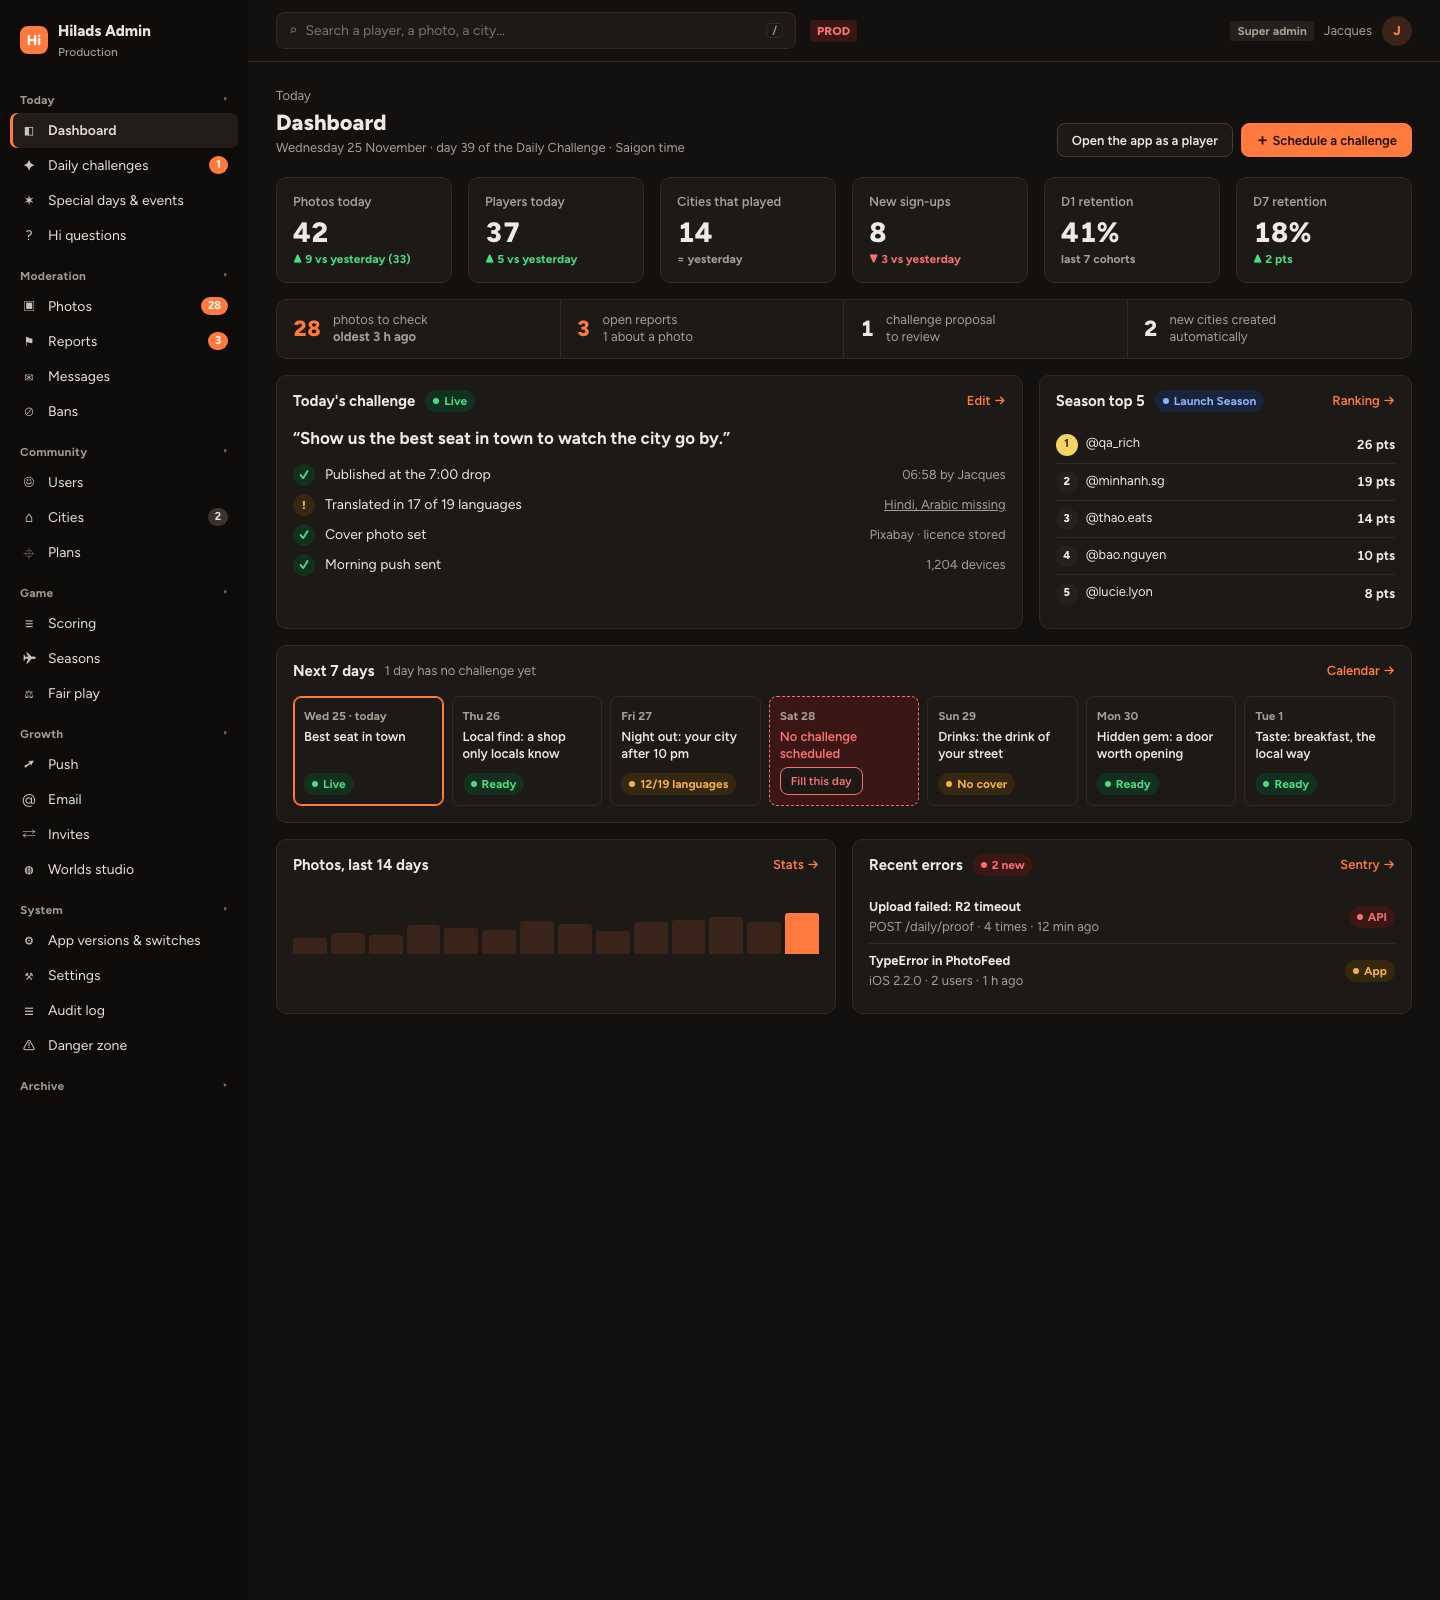 Hi
Hilads Admin
Production
Today
Dashboard
Daily challenges 1
Special days & events
? Hi questions
Moderation
Photos 28
Reports 3
Messages
Bans
Community
Users
Cities 2
Plans
Game
Scoring
Seasons
Fair play
Growth
Push
@ Email
Invites
Worlds studio
System
App versions & switches
Settings
Audit log
Danger zone
Archive
Search a player, a photo, a city... /
PROD
Super admin Jacques J
Today
Dashboard
Wednesday 25 November · day 39 of the Daily Challenge · Saigon time
Open the app as a player
+ Schedule a challenge
Photos today
42
▲ 9 vs yesterday (33)
Players today
37
▲ 5 vs yesterday
Cities that played
14
= yesterday
New sign-ups
8
▼ 3 vs yesterday
D1 retention
41%
last 7 cohorts
D7 retention
18%
▲ 2 pts
28 photos to check
oldest 3 h ago
3 open reports
1 about a photo
1 challenge proposal
to review
2 new cities created
automatically
Today's challenge Live Edit →
“Show us the best seat in town to watch the city go by.”
Published at the 7:00 drop 06:58 by Jacques
! Translated in 17 of 19 languages Hindi, Arabic missing
Cover photo set Pixabay · licence stored
Morning push sent 1,204 devices
Season top 5 Launch Season Ranking →
1 @qa_rich 26 pts
2 @minhanh.sg 19 pts
3 @thao.eats 14 pts
4 @bao.nguyen 10 pts
5 @lucie.lyon 8 pts
Next 7 days 1 day has no challenge yet Calendar →
Wed 25 · today
Best seat in town
Live
Thu 26
Local find: a shop
only locals know
Ready
Fri 27
Night out: your city
after 10 pm
12/19 languages
Sat 28
No challenge
scheduled
Fill this day
Sun 29
Drinks: the drink of
your street
No cover
Mon 30
Hidden gem: a door
worth opening
Ready
Tue 1
Taste: breakfast, the
local way
Ready
Photos, last 14 days Stats →
Recent errors 2 new Sentry →
Upload failed: R2 timeout
POST /daily/proof · 4 times · 12 min ago
API
TypeError in PhotoFeed
iOS 2.2.0 · 2 users · 1 h ago
App